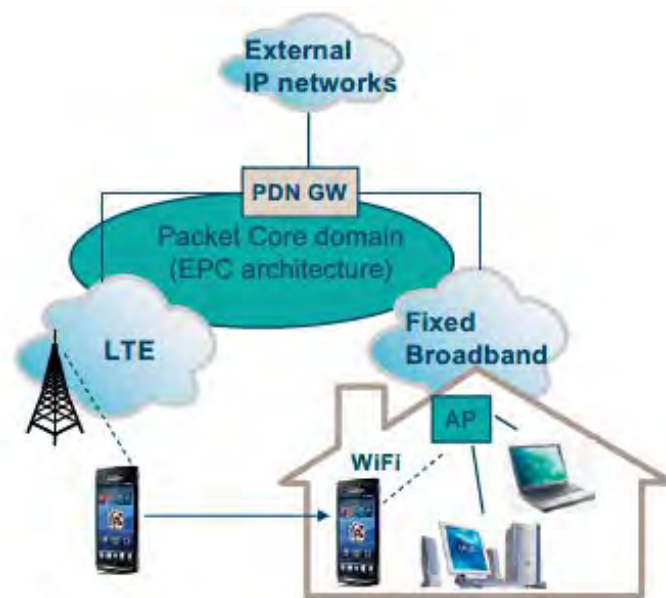 External
IP networks
PDN GW
Packet Core domain
(EPC architecture)
LTE
Fixed
Broadband
AP
WiFi